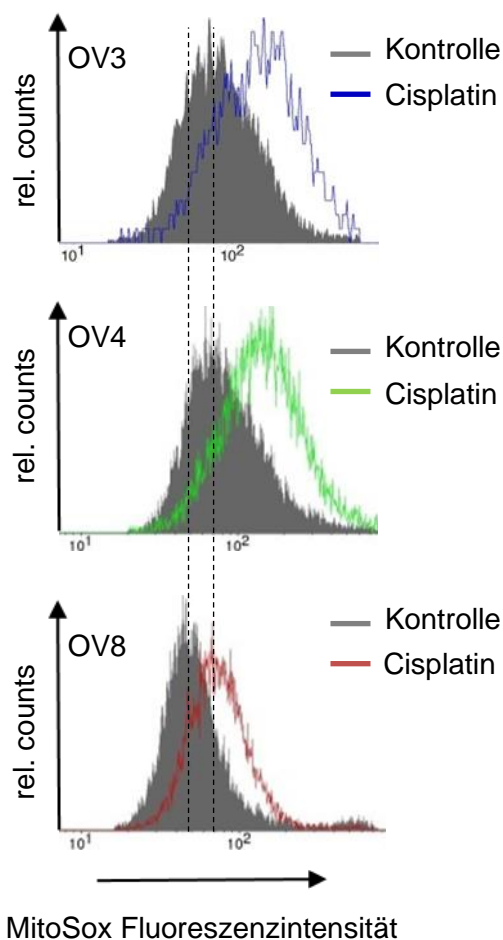 OV3
Kontrolle
Cisplatin
rel. counts
10¹ 10²
OV4
Kontrolle
Cisplatin
rel. counts
10¹ 10²
OV8
Kontrolle
Cisplatin
rel. counts
10¹ 10²
MitoSox Fluoreszenzintensität